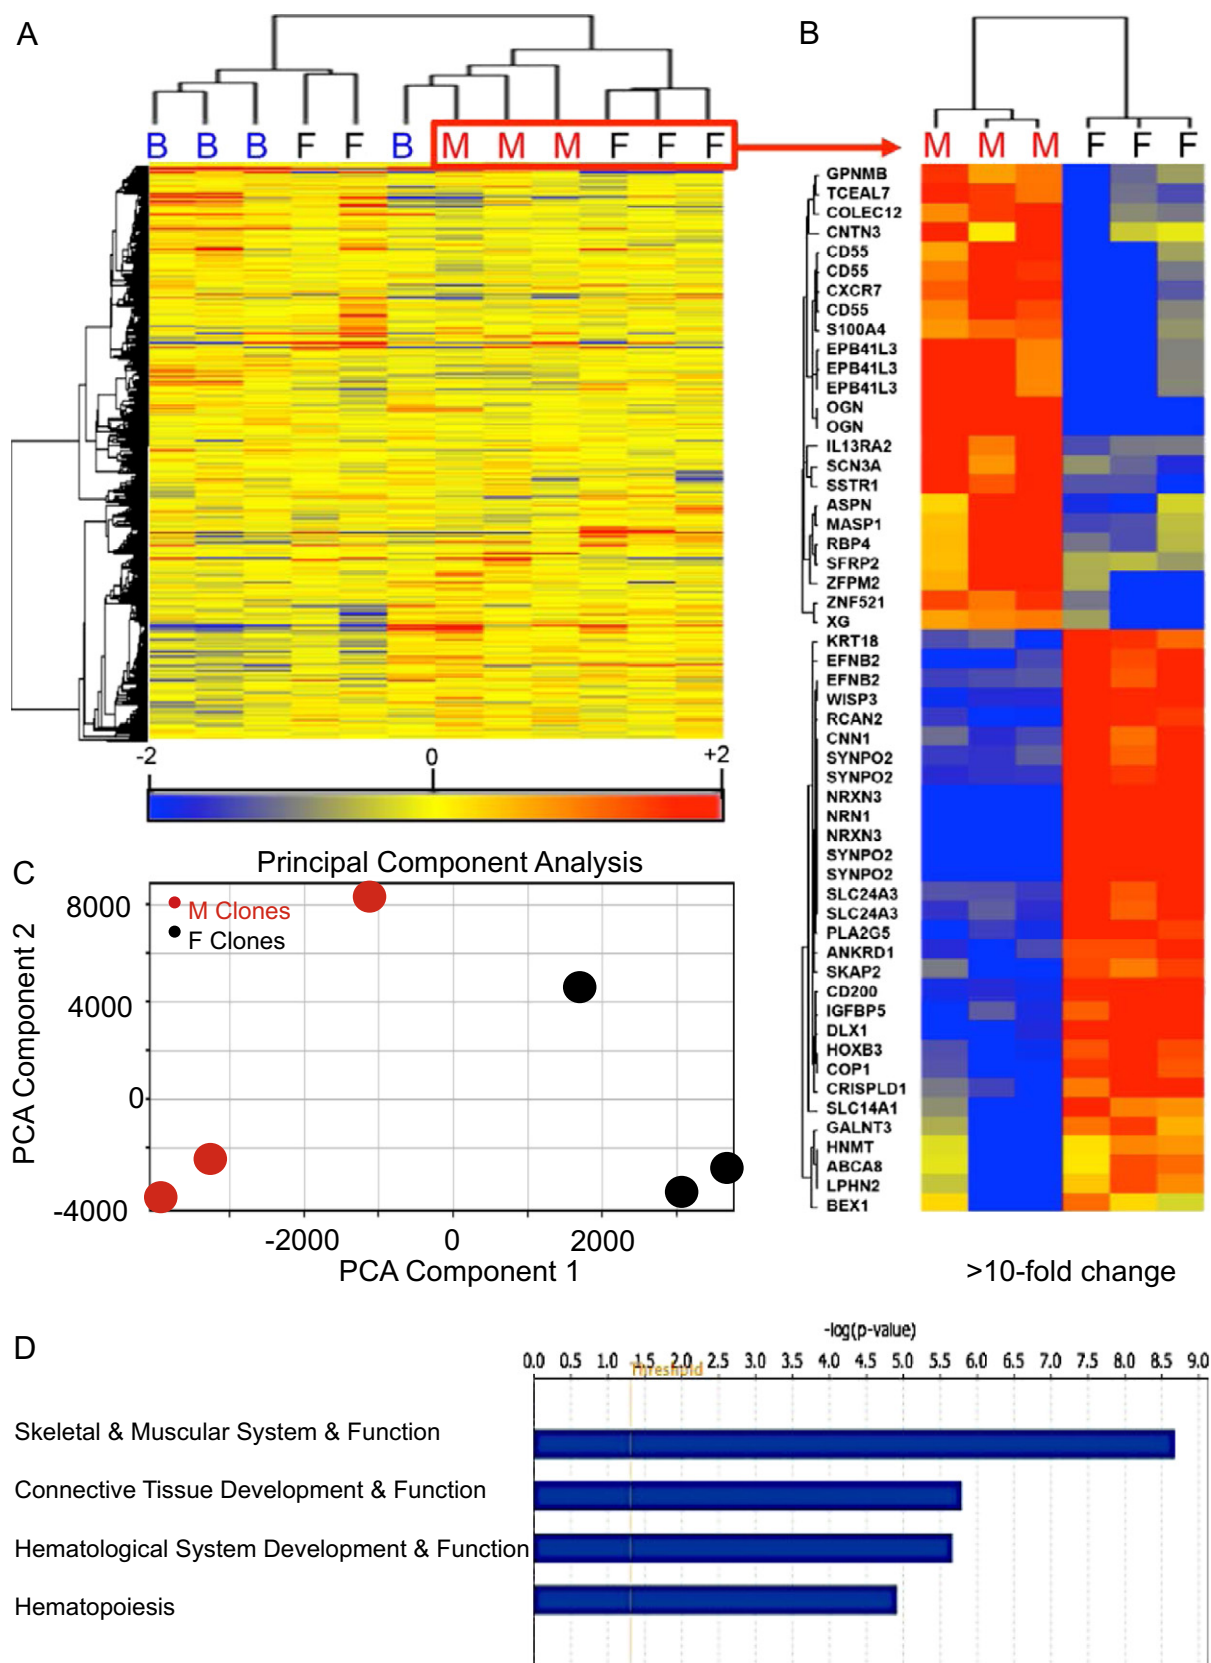 A
B B B F F B M M M F F F
-2 0 +2
B
M M M F F F
GPNMB
TCEAL7
COLEC12
CNTN3
CD55
CD55
CXCR7
CD55
S100A4
EPB41L3
EPB41L3
EPB41L3
OGN
OGN
IL13RA2
SCN3A
SSTR1
ASPN
MASP1
RBP4
SFRP2
ZFPM2
ZNF521
XG
KRT18
EFNB2
EFNB2
WISP3
RCAN2
CNN1
SYNPO2
SYNPO2
NRXN3
NRN1
NRXN3
SYNPO2
SYNPO2
SLC24A3
SLC24A3
PLA2G5
ANKRD1
SKAP2
CD200
IGFBP5
DLX1
HOXB3
COP1
CRISPLD1
SLC14A1
GALNT3
HNMT
ABCA8
LPHN2
BEX1
>10-fold change
C
Principal Component Analysis
PCA Component 2
8000
4000
0
-4000
M Clones
F Clones
-2000 0 2000
PCA Component 1
D
-log(p-value)
0.0 0.5 1.0 1.5 2.0 2.5 3.0 3.5 4.0 4.5 5.0 5.5 6.0 6.5 7.0 7.5 8.0 8.5 9.0
Threshold
Skeletal & Muscular System & Function
Connective Tissue Development & Function
Hematological System Development & Function
Hematopoiesis